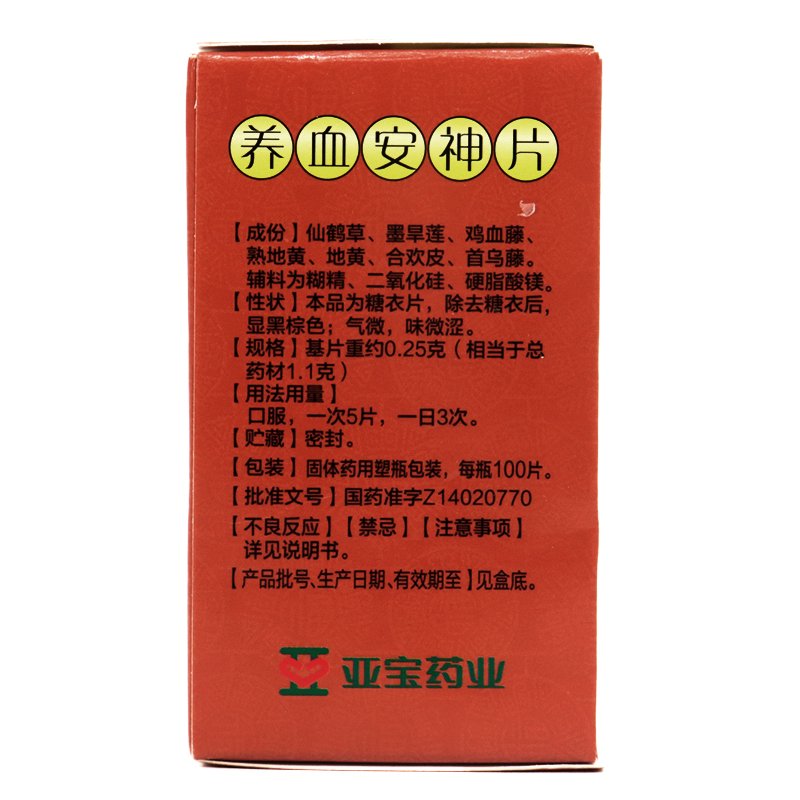 养血安神片
【成份】仙鹤草、墨旱莲、鸡血藤、
熟地黄、地黄、合欢皮、首乌藤。
辅料为糊精、二氧化硅、硬脂酸镁。
【性状】本品为糖衣片，除去糖衣后，
显黑棕色；气微，味微涩。
【规格】基片重约0.25克（相当于总
药材1.1克）
【用法用量】
口服，一次5片，一日3次。
【贮藏】密封。
【包装】固体药用塑瓶包装，每瓶100片。
【批准文号】国药准字Z14020770
【不良反应】【禁忌】【注意事项】
详见说明书。
【产品批号、生产日期、有效期至】见盒底。
亚宝药业